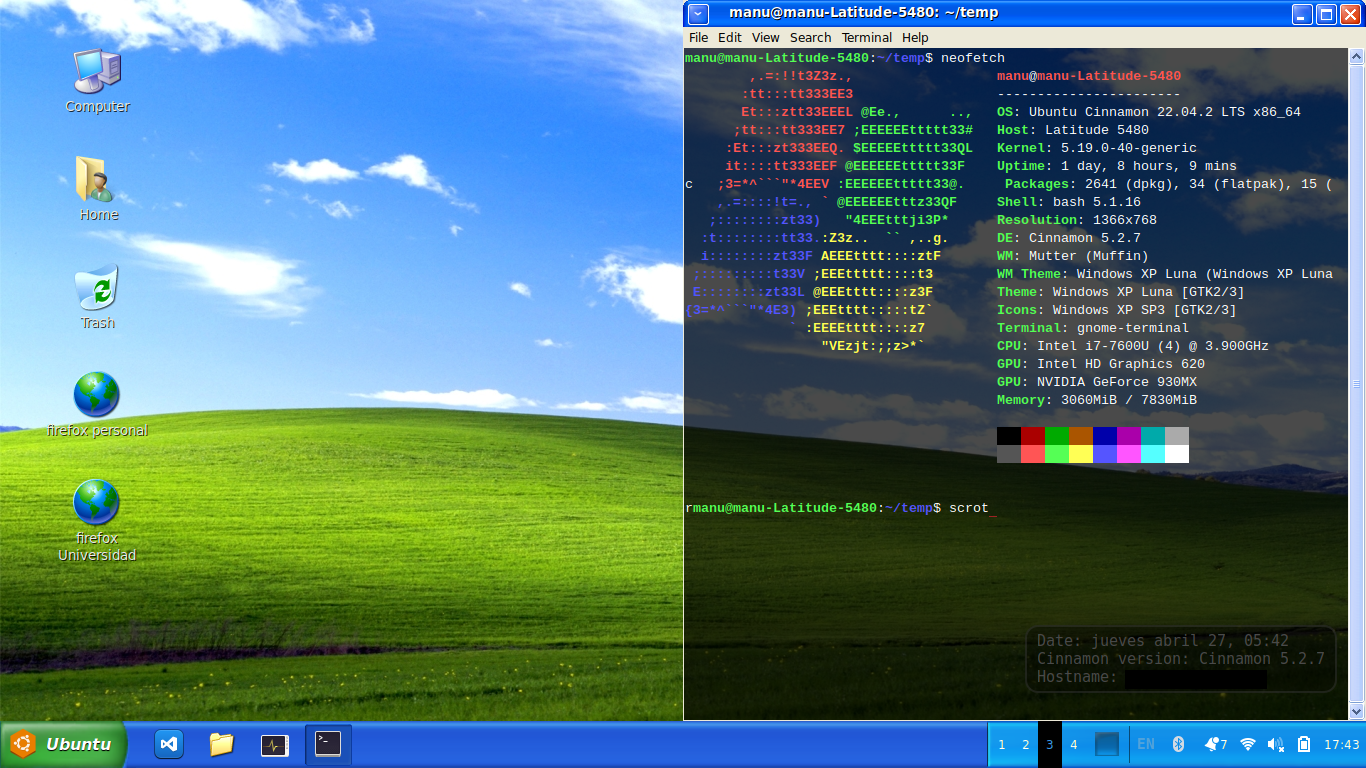 Computer
Home
Trash
firefox personal
firefox
Universidad
manu@manu-Latitude-5480: ~/temp
File Edit View Search Terminal Help
manu@manu-Latitude-5480:~/temp$ neofetch
,.=:!!t3Z3z., manu@manu-Latitude-5480
:tt:::tt333EE3 -----------------------
Et:::ztt33EEEL @Ee., .., OS: Ubuntu Cinnamon 22.04.2 LTS x86_64
;tt:::tt333EE7 ;EEEEEEttttt33# Host: Latitude 5480
:Et:::zt333EEQ. $EEEEEttttt33QL Kernel: 5.19.0-40-generic
it::::tt333EEF @EEEEEEttttt33F Uptime: 1 day, 8 hours, 9 mins
c ;3=*^```"*4EEV :EEEEEEttttt33@. Packages: 2641 (dpkg), 34 (flatpak), 15 (
,.=::::!t=., ` @EEEEEEtttz33QF Shell: bash 5.1.16
;::::::::zt33) "4EEEtttji3P* Resolution: 1366x768
:t::::::::tt33.:Z3z.. `` ,..g. DE: Cinnamon 5.2.7
i::::::::zt33F AEEEtttt::::ztF WM: Mutter (Muffin)
;:::::::::t33V ;EEEttttt::::t3 WM Theme: Windows XP Luna (Windows XP Luna
E::::::::zt33L @EEEtttt::::z3F Theme: Windows XP Luna [GTK2/3]
{3=*^```"*4E3) ;EEEtttt:::::tZ` Icons: Windows XP SP3 [GTK2/3]
` :EEEEtttt::::z7 Terminal: gnome-terminal
"VEzjt:;;z>*` CPU: Intel i7-7600U (4) @ 3.900GHz
GPU: Intel HD Graphics 620
GPU: NVIDIA GeForce 930MX
Memory: 3060MiB / 7830MiB
rmanu@manu-Latitude-5480:~/temp$ scrot_
Date: jueves abril 27, 05:42
Cinnamon version: Cinnamon 5.2.7
Hostname:
Ubuntu 1 2 3 4 EN 7 17:43